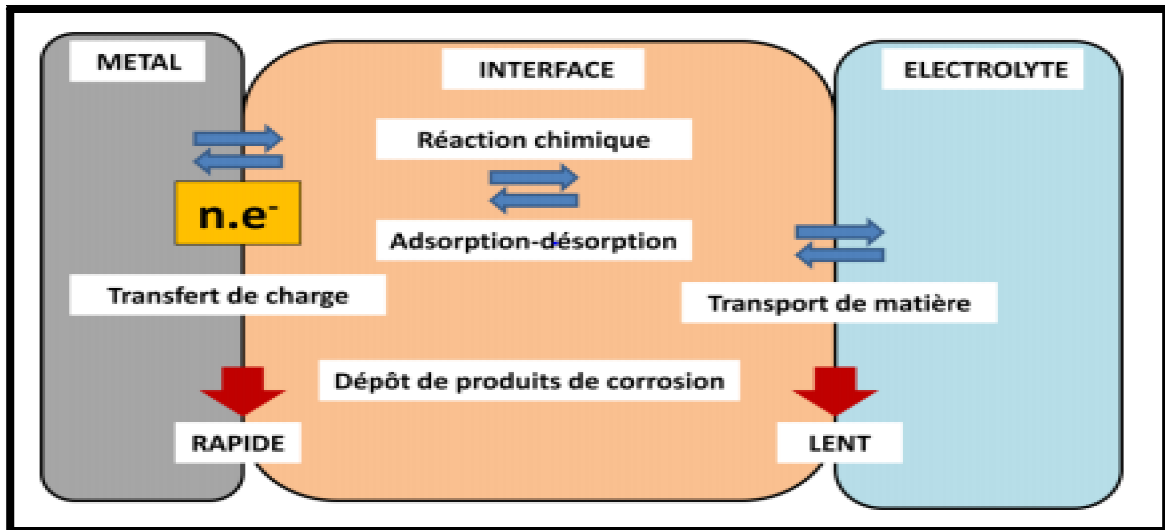 METAL
INTERFACE
ELECTROLYTE
Réaction chimique
n.e-
Adsorption-désorption
Transfert de charge
Transport de matière
Dépôt de produits de corrosion
RAPIDE
LENT